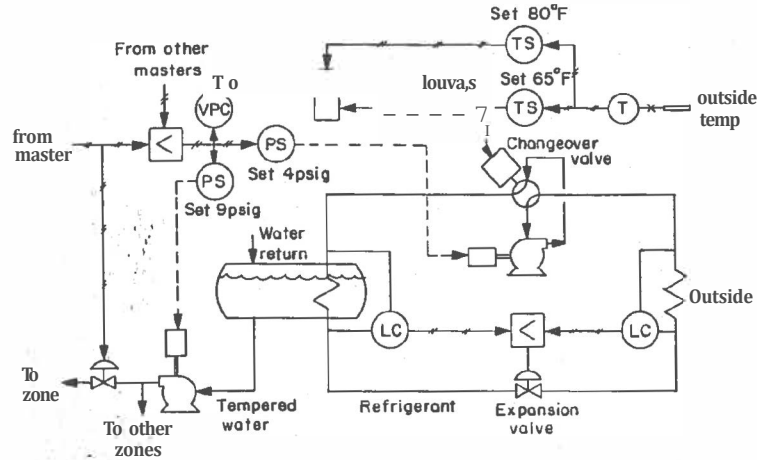 Set 80°F
From other
masters
TS
T o
louva,s
Set 65°F
VPC
TS
T
outside
temp
7
I
from
master
<
PS
Changeover
valve
PS
Set 4psig
Set 9psig
Water
return
Outside
LC
<
LC
To
zone
Tempered
water
Refrigerant
Expansion
valve
To other
zones